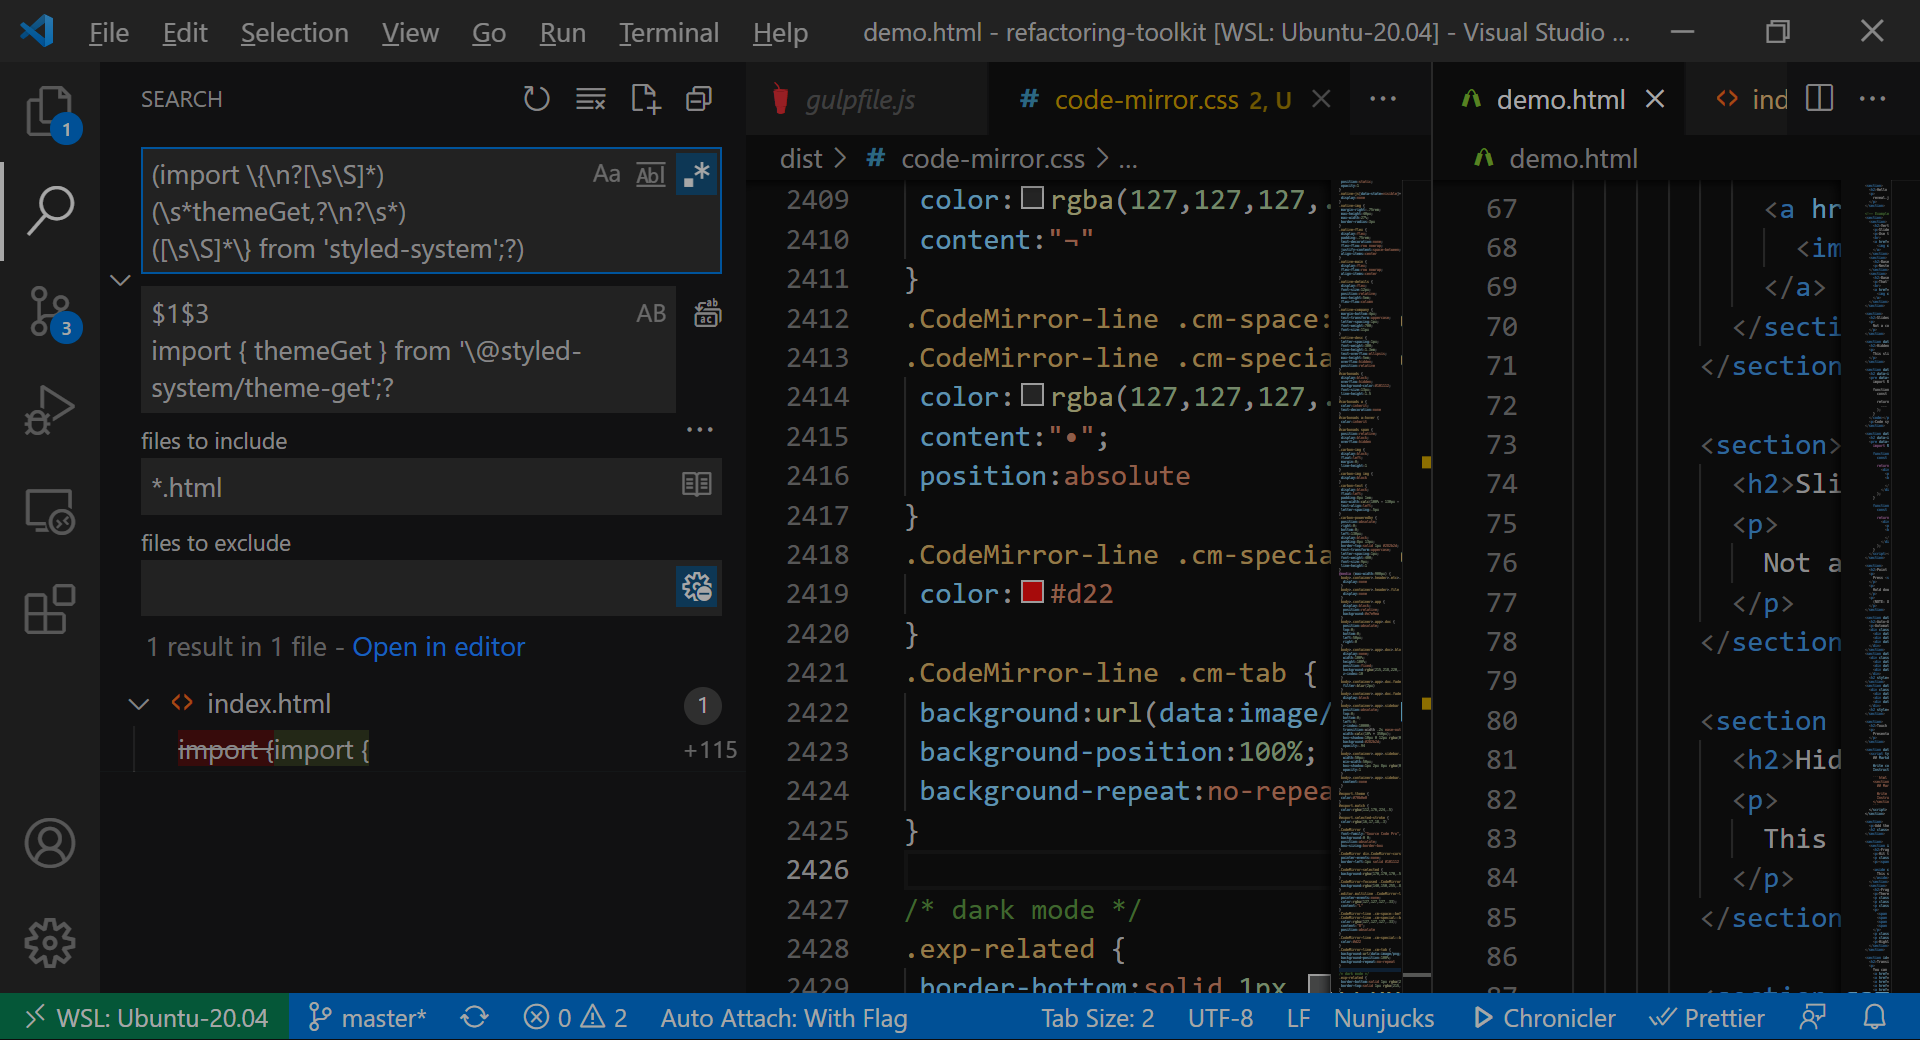 File Edit Selection View Go Run Terminal Help demo.html - refactoring-toolkit [WSL: Ubuntu-20.04] - Visual Studio ...
1
3
SEARCH
(import \{\n?[\s\S]*)
(\s*themeGet,?\n?\s*)
([\s\S]*\} from 'styled-system';?)
Aa Abl .*
$1$3
import { themeGet } from '\@styled-
system/theme-get';?
AB
files to include
*.html
files to exclude
1 result in 1 file - Open in editor
index.html 1
import {import { +115
gulpfile.js
code-mirror.css 2, U
dist > # code-mirror.css > ...
2409 color: rgba(127,127,127,.
2410 content:"¬"
2411 }
2412 .CodeMirror-line .cm-space:
2413 .CodeMirror-line .cm-specia
2414 color: rgba(127,127,127,.
2415 content:"•";
2416 position:absolute
2417 }
2418 .CodeMirror-line .cm-specia
2419 color: #d22
2420 }
2421 .CodeMirror-line .cm-tab {
2422 background:url(data:image/
2423 background-position:100%;
2424 background-repeat:no-repea
2425 }
2426
2427 /* dark mode */
2428 .exp-related {
2429 border-bottom:solid 1px
demo.html
ind
demo.html
67 <a hr
68 <im
69 </a>
70 </secti
71 </section
72
73 <section>
74 <h2>Sli
75 <p>
76 Not a
77 </p>
78 </section
79
80 <section
81 <h2>Hid
82 <p>
83 This
84 </p>
85 </section
86
87 <section
WSL: Ubuntu-20.04 master* 0 2 Auto Attach: With Flag Tab Size: 2 UTF-8 LF Nunjucks Chronicler Prettier